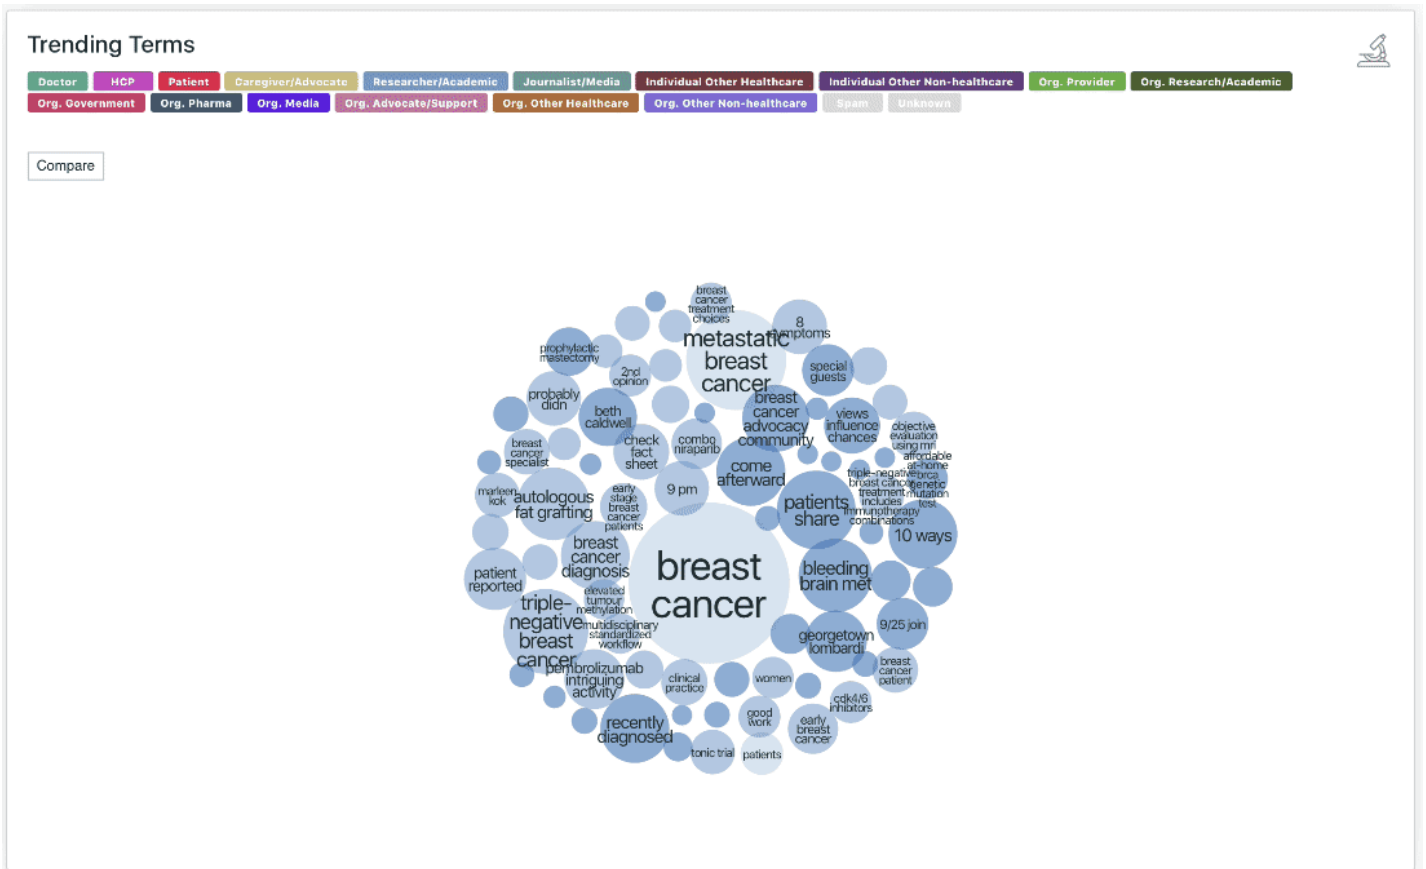 Trending Terms
Doctor HCP Patient Caregiver/Advocate Researcher/Academic Journalist/Media Individual Other Healthcare Individual Other Non-healthcare Org. Provider Org. Research/Academic
Org. Government Org. Pharma Org. Media Org. Advocate/Support Org. Other Healthcare Org. Other Non-healthcare Spam Unknown
Compare
breast
cancer
treatment
choices
8
symptoms
metastatic
breast
cancer
prophylactic
mastectomy
2nd
opinion
special
guests
probably
didn
beth
caldwell
breast
cancer
advocacy
community
views
influence
chances
objective
evaluation
using mri
breast
cancer
specialist
check
fact
sheet
combo
niraparib
come
afterward
affordable
at-home
brca
genetic
mutation
test
triple-negative
breast cancer
treatment
includes
immunotherapy
combinations
marleen
kok
autologous
fat grafting
early
stage
breast
cancer
patients
9 pm
patients
share
10 ways
breast
cancer
diagnosis
breast
cancer
bleeding
brain met
patient
reported
elevated
tumour
methylation
triple-
negative
breast
cancer
multidisciplinary
standardized
workflow
georgetown
lombardi
9/25 join
pembrolizumab
intriguing
activity
clinical
practice
women
breast
cancer
patient
cdk4/6
inhibitors
recently
diagnosed
good
work
early
breast
cancer
tonic trial
patients